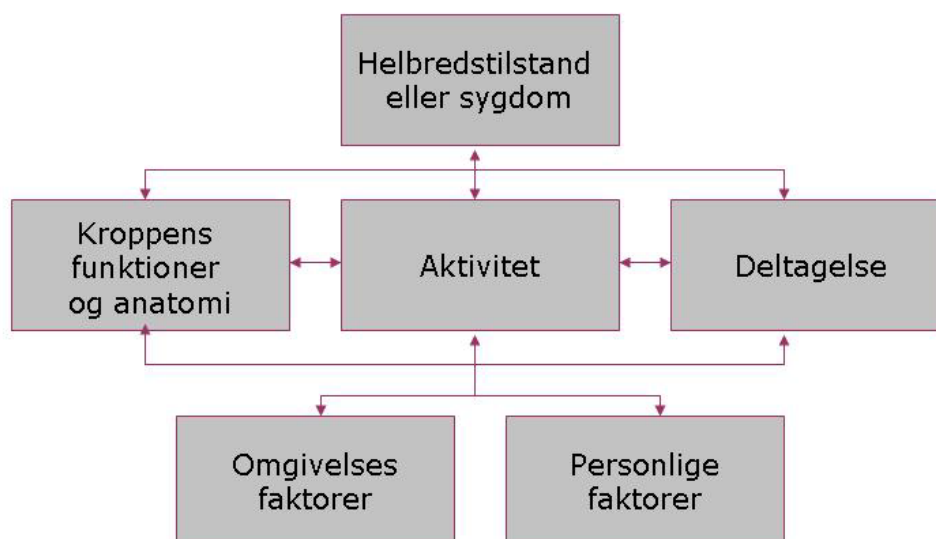 Helbredstilstand
eller sygdom
Kroppens
funktioner
og anatomi
Aktivitet
Deltagelse
Omgivelses
faktorer
Personlige
faktorer